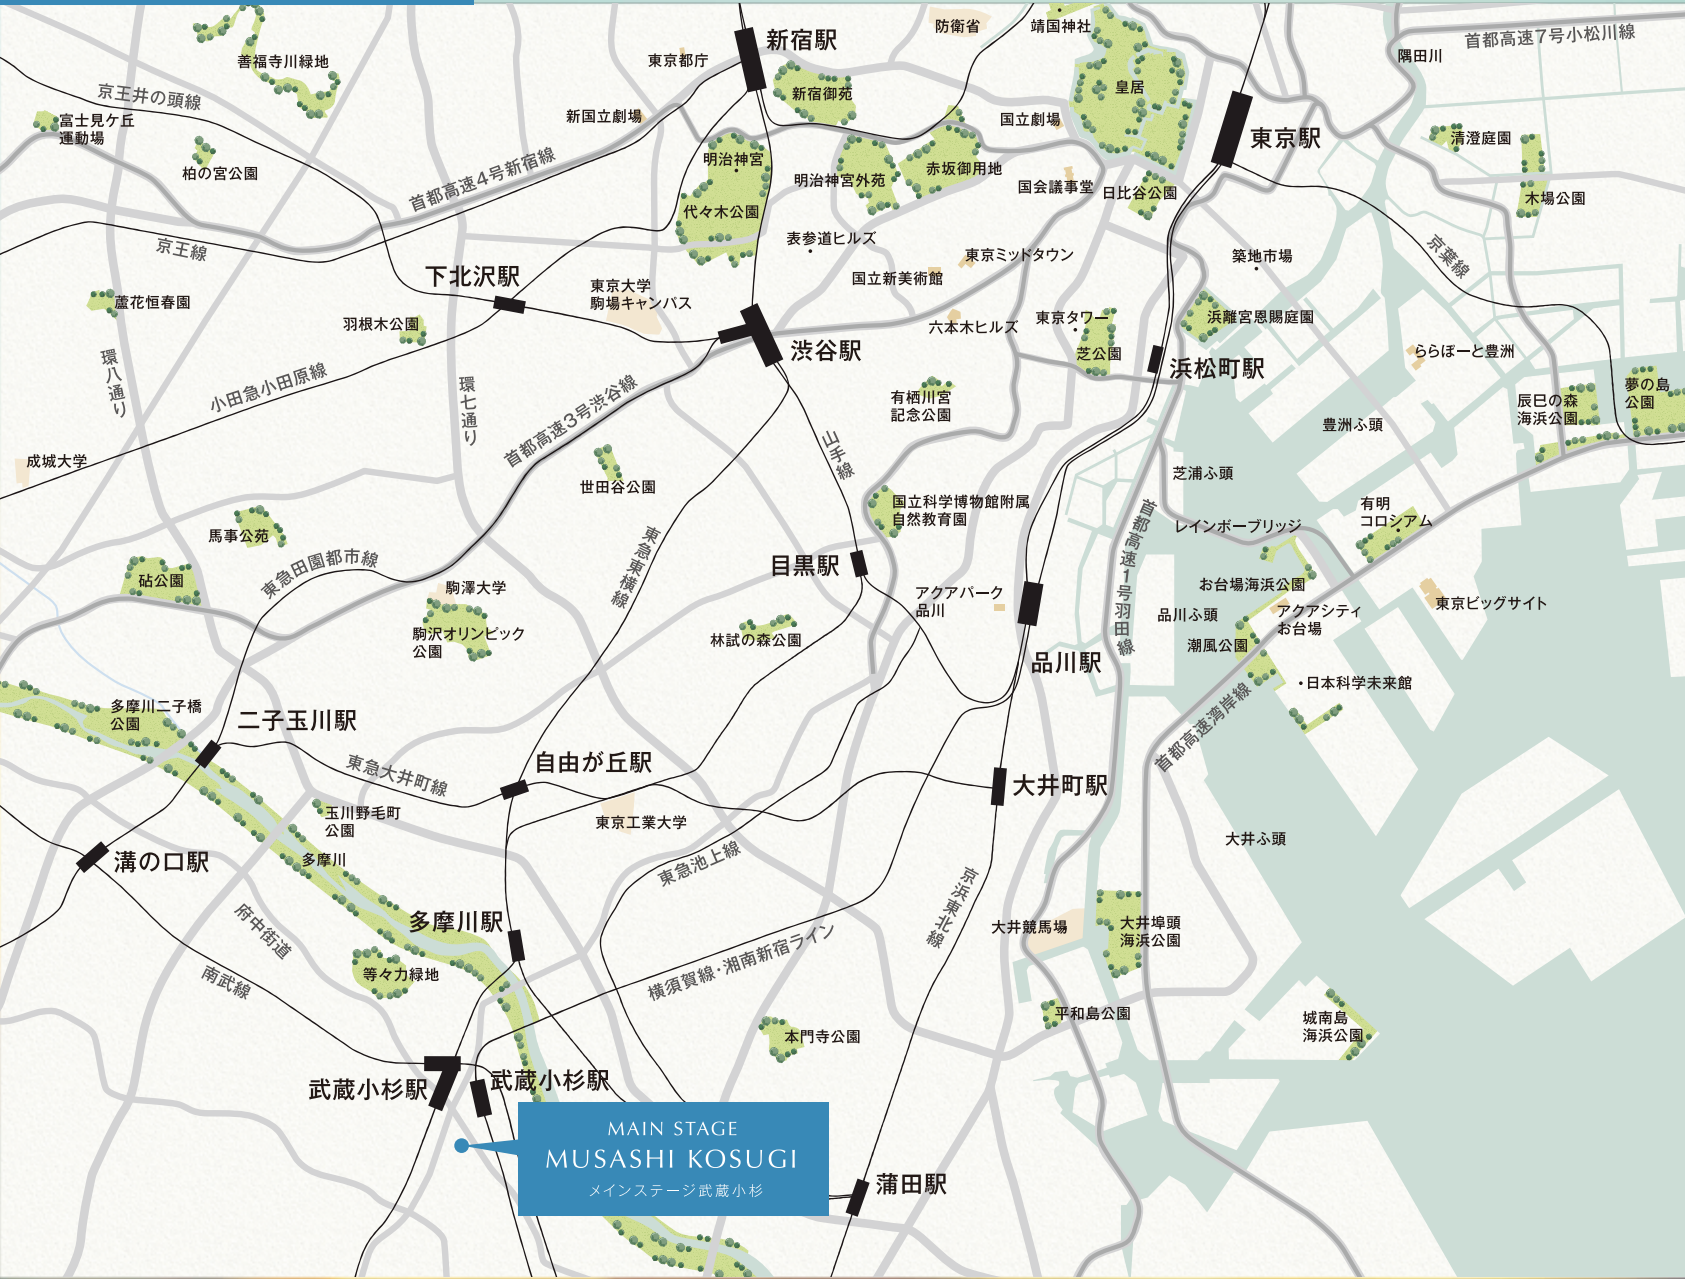 新宿駅
防衛省
靖国神社
首都高速7号小松川線
東京都庁
隅田川
善福寺川緑地
京王井の頭線
富士見ケ丘
運動場
新国立劇場
新宿御苑
皇居
国立劇場
東京駅
清澄庭園
柏の宮公園
首都高速4号新宿線
明治神宮
明治神宮外苑
赤坂御用地
国会議事堂
日比谷公園
木場公園
代々木公園
京王線
表参道ヒルズ
東京ミッドタウン
築地市場
京葉線
下北沢駅
東京大学
駒場キャンパス
国立新美術館
蘆花恒春園
羽根木公園
六本木ヒルズ
東京タワー
浜離宮恩賜庭園
渋谷駅
芝公園
浜松町駅
ららぽーと豊洲
環八通り
小田急小田原線
環七通り
首都高速3号渋谷線
有栖川宮
記念公園
辰巳の森
海浜公園
夢の島
公園
豊洲ふ頭
山手線
成城大学
世田谷公園
芝浦ふ頭
国立科学博物館附属
自然教育園
首都高速1号羽田線
有明
コロシアム
レインボーブリッジ
馬事公苑
東急東横線
目黒駅
砧公園
東急田園都市線
駒澤大学
アクアパーク
品川
お台場海浜公園
東京ビッグサイト
品川ふ頭
アクアシティ
お台場
駒沢オリンピック
公園
林試の森公園
潮風公園
品川駅
日本科学未来館
首都高速湾岸線
多摩川二子橋
公園
二子玉川駅
東急大井町線
自由が丘駅
大井町駅
玉川野毛町
公園
東京工業大学
大井ふ頭
溝の口駅
多摩川
東急池上線
京浜東北線
府中街道
多摩川駅
大井競馬場
大井埠頭
海浜公園
南武線
等々力緑地
横須賀線・湘南新宿ライン
平和島公園
城南島
海浜公園
本門寺公園
武蔵小杉駅
武蔵小杉駅
MAIN STAGE
MUSASHI KOSUGI
メインステージ武蔵小杉
蒲田駅